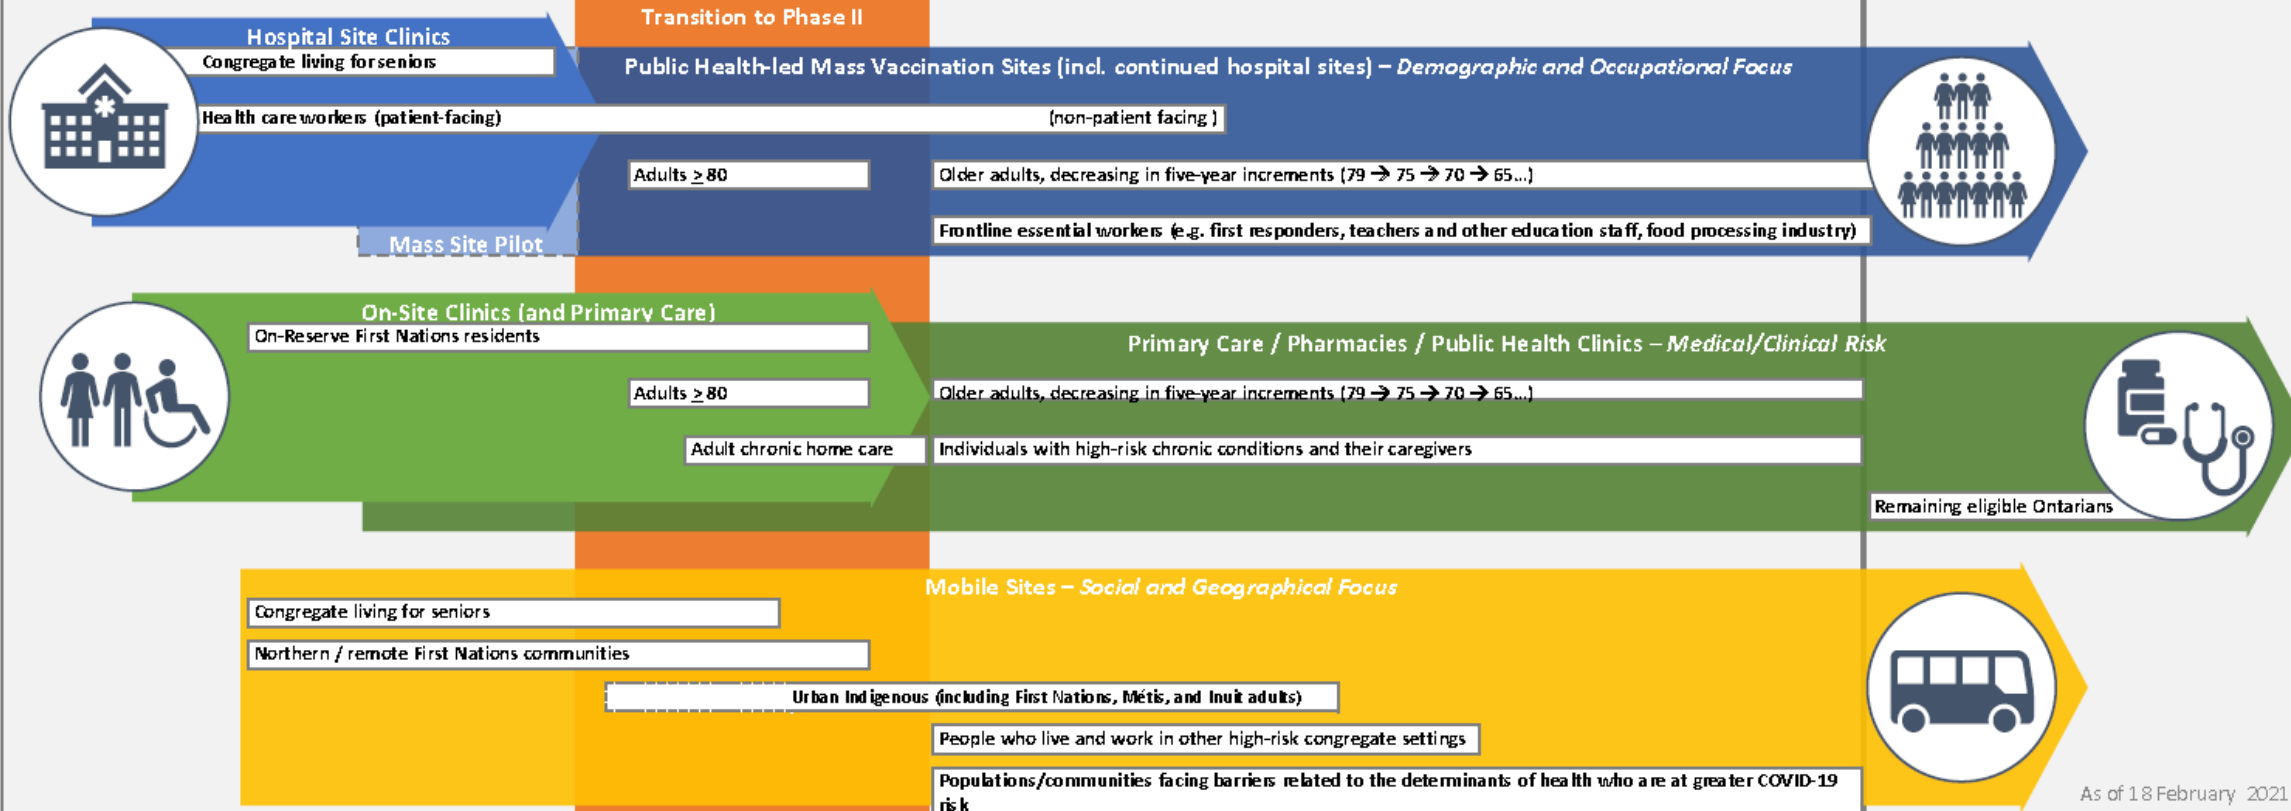 Transition to Phase II
Hospital Site Clinics
Congregate living for seniors
Public Health-led Mass Vaccination Sites (incl. continued hospital sites) – Demographic and Occupational Focus
Health care workers (patient-facing) (non-patient facing )
Adults ≥ 80
Older adults, decreasing in five-year increments (79 → 75 → 70 → 65...)
Frontline essential workers (e.g. first responders, teachers and other education staff, food processing industry)
Mass Site Pilot
On-Site Clinics (and Primary Care)
On-Reserve First Nations residents
Primary Care / Pharmacies / Public Health Clinics – Medical/Clinical Risk
Adults ≥ 80
Older adults, decreasing in five-year increments (79 → 75 → 70 → 65...)
Adult chronic home care
Individuals with high-risk chronic conditions and their caregivers
Remaining eligible Ontarians
Mobile Sites – Social and Geographical Focus
Congregate living for seniors
Northern / remote First Nations communities
Urban Indigenous (including First Nations, Métis, and Inuit adults)
People who live and work in other high-risk congregate settings
Populations/communities facing barriers related to the determinants of health who are at greater COVID-19
risk
As of 18 February 2021